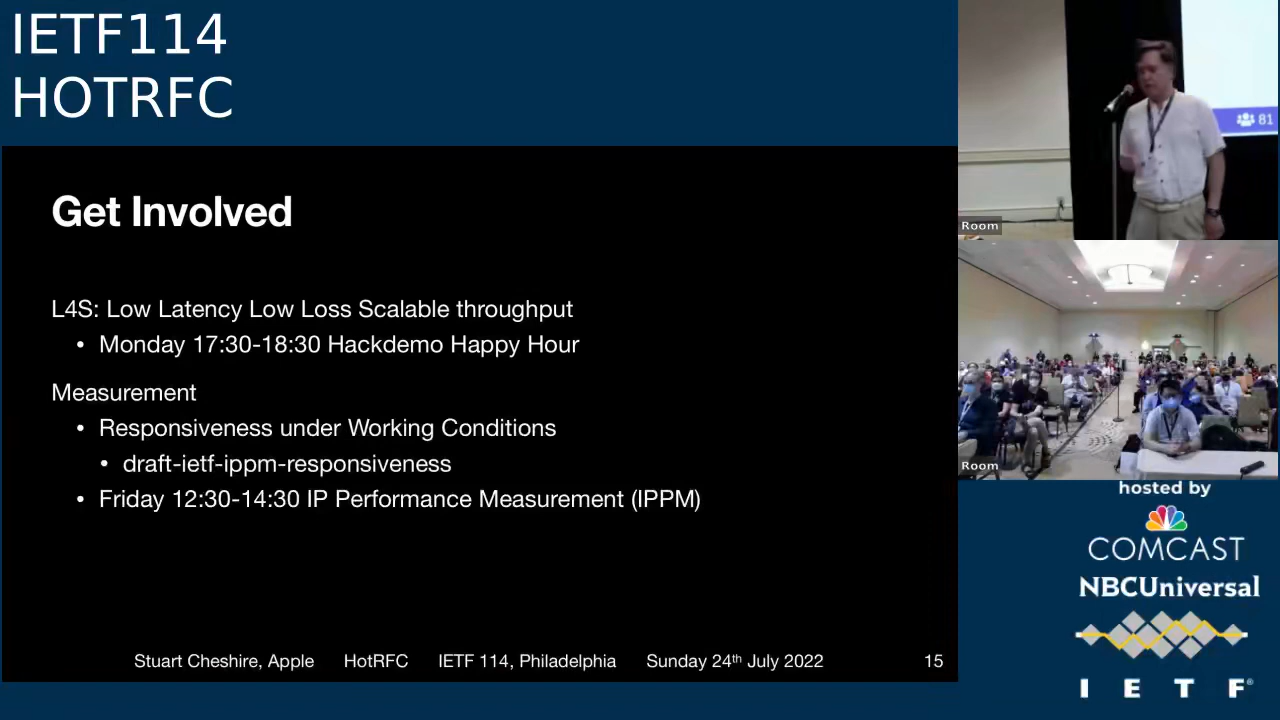 IETF114
HOTRFC
Get Involved
L4S: Low Latency Low Loss Scalable throughput
• Monday 17:30-18:30 Hackdemo Happy Hour
Measurement
• Responsiveness under Working Conditions
• draft-ietf-ippm-responsiveness
• Friday 12:30-14:30 IP Performance Measurement (IPPM)
Stuart Cheshire, Apple HotRFC IETF 114, Philadelphia Sunday 24th July 2022 15
81
Room
Room
hosted by
COMCAST
NBCUniversal
I E T F®